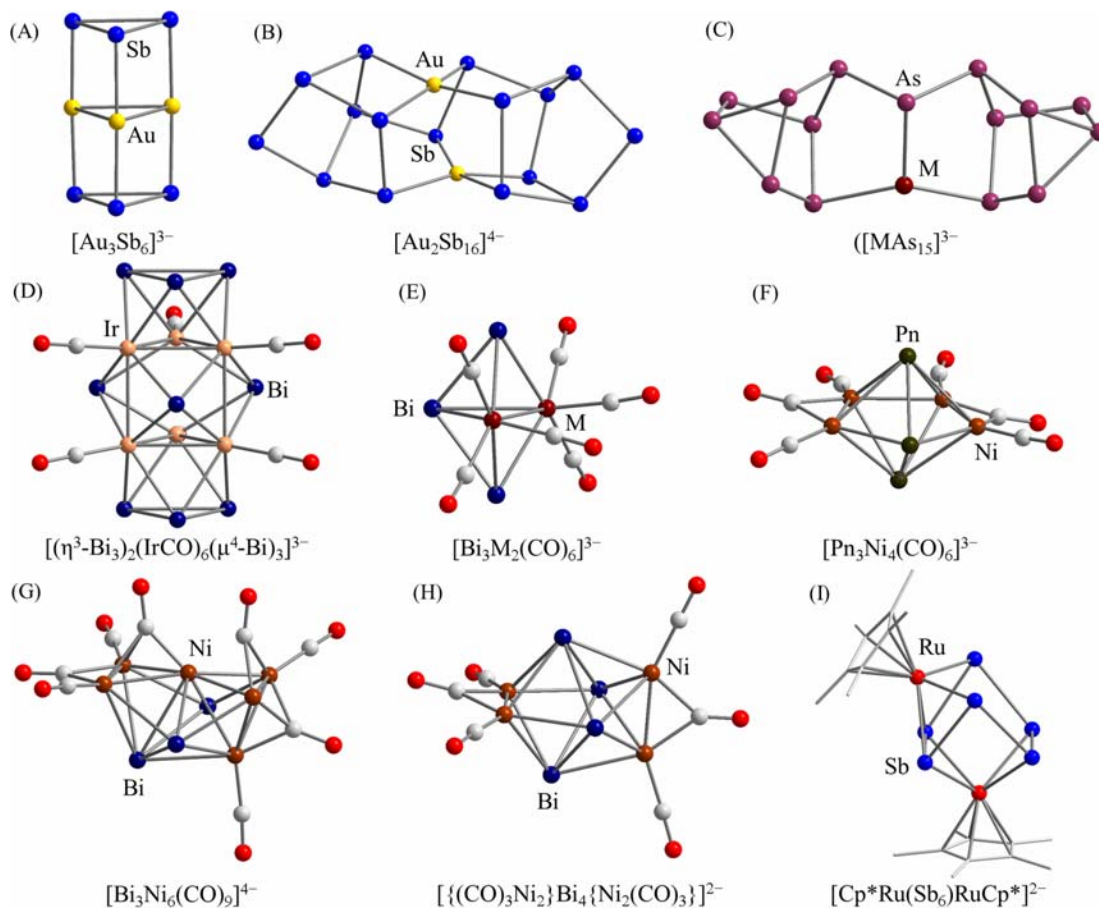 (A)
Sb
Au
[Au₃Sb₆]³⁻
(B)
Au
Sb
[Au₂Sb₁₆]⁴⁻
(C)
As
M
([MAs₁₅]³⁻
(D)
Ir
Bi
[(η³-Bi₃)₂(IrCO)₆(μ⁴-Bi)₃]³⁻
(E)
Bi
M
[Bi₃M₂(CO)₆]³⁻
(F)
Pn
Ni
[Pn₃Ni₄(CO)₆]³⁻
(G)
Ni
Bi
[Bi₃Ni₆(CO)₉]⁴⁻
(H)
Ni
Bi
[{(CO)₃Ni₂}Bi₄{Ni₂(CO)₃}]²⁻
(I)
Ru
Sb
[Cp*Ru(Sb₆)RuCp*]²⁻